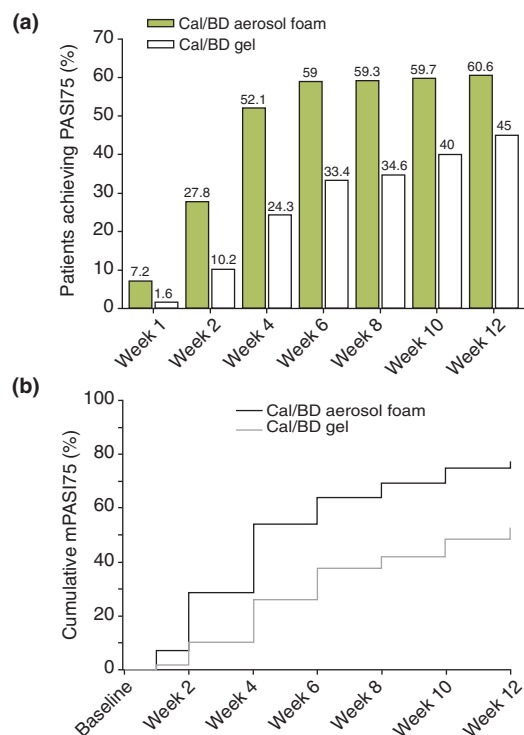 (a)
Cal/BD aerosol foam
Cal/BD gel
Patients achieving PASI75 (%)
70
60
50
40
30
20
10
0
7.2
1.6
27.8
10.2
52.1
24.3
59
33.4
59.3
34.6
59.7
40
60.6
45
Week 1
Week 2
Week 4
Week 6
Week 8
Week 10
Week 12
(b)
Cal/BD aerosol foam
Cal/BD gel
Cumulative mPASI75 (%)
100
80
60
40
20
0
Baseline
Week 2
Week 4
Week 6
Week 8
Week 10
Week 12